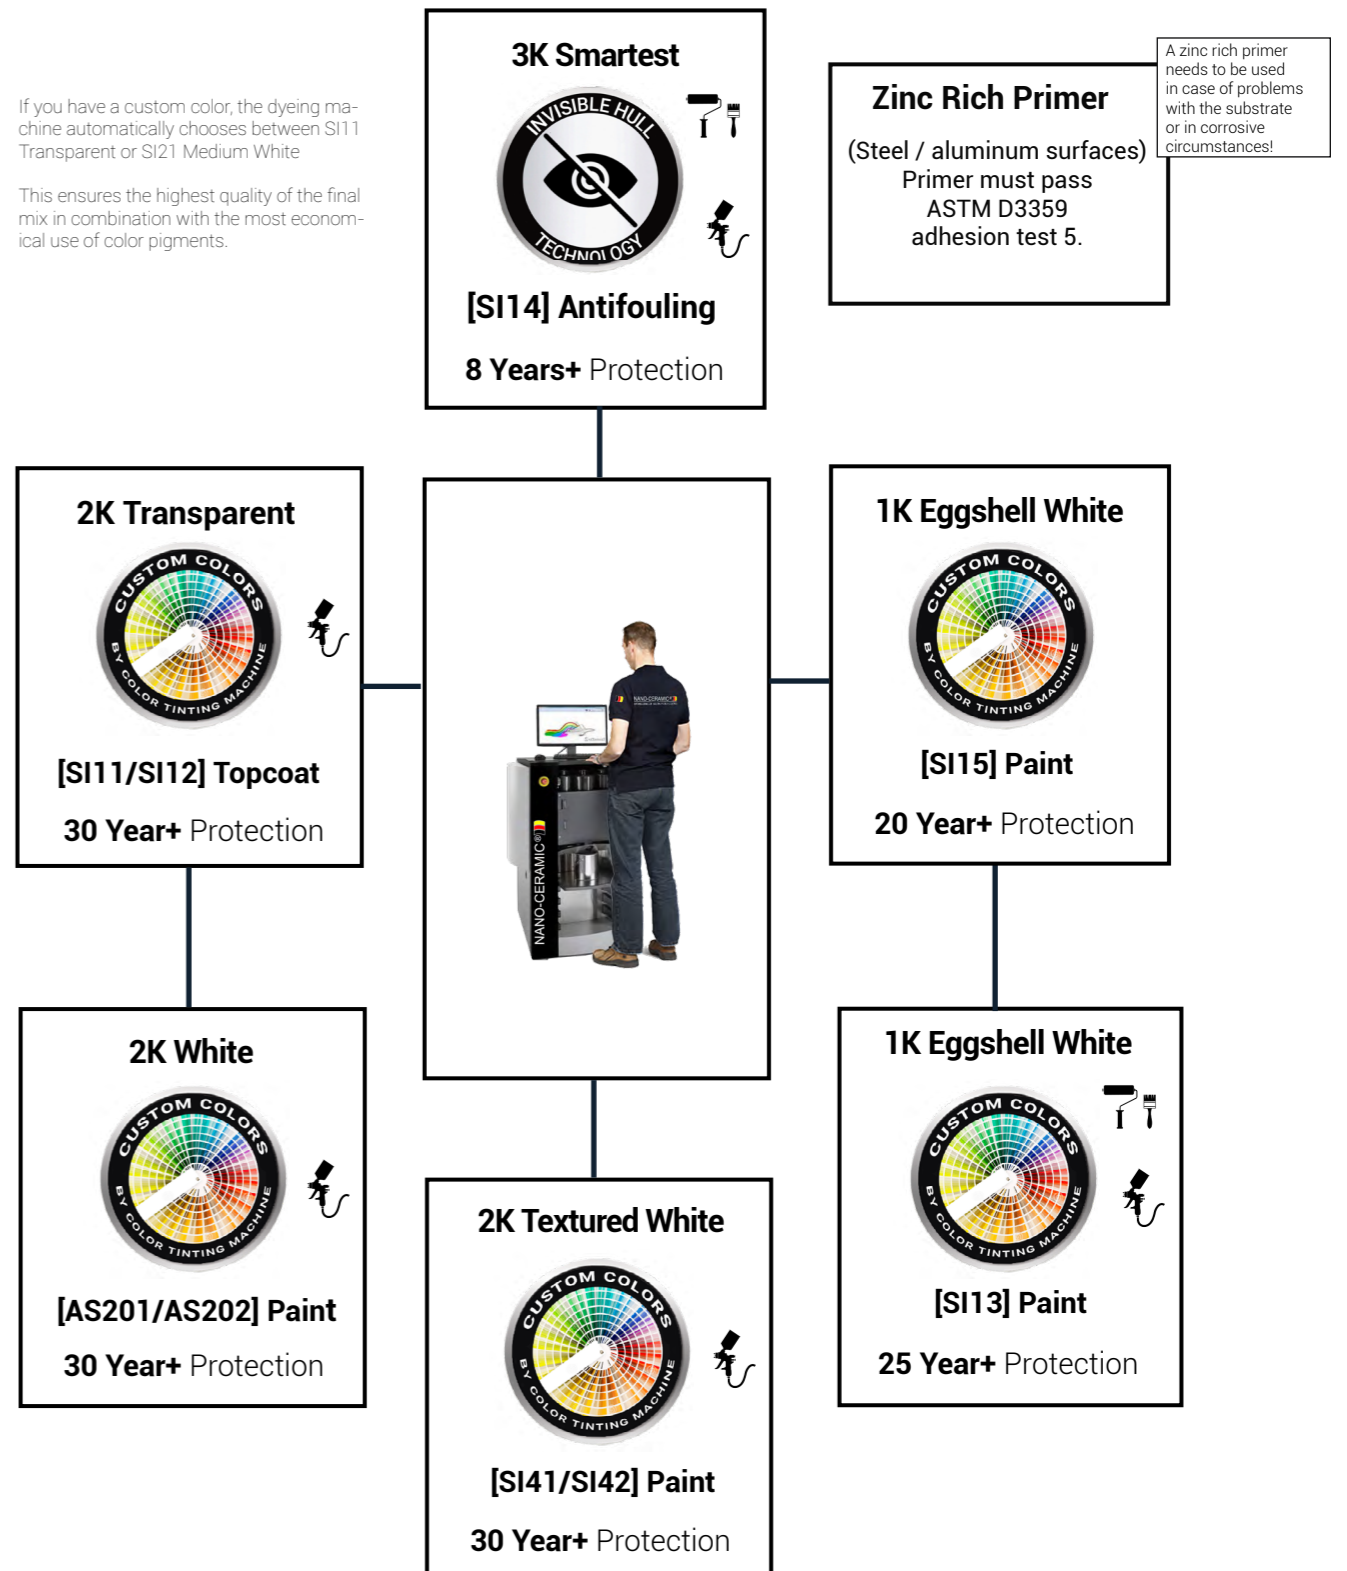 If you have a custom color, the dyeing ma-
chine automatically chooses between SI11
Transparent or SI21 Medium White
This ensures the highest quality of the final
mix in combination with the most econom-
ical use of color pigments.
3K Smartest
INVISIBLE HULL
TECHNOLOGY
[SI14] Antifouling
8 Years+ Protection
Zinc Rich Primer
(Steel / aluminum surfaces)
Primer must pass
ASTM D3359
adhesion test 5.
A zinc rich primer
needs to be used
in case of problems
with the substrate
or in corrosive
circumstances!
2K Transparent
CUSTOM COLORS
BY COLOR TINTING MACHINE
[SI11/SI12] Topcoat
30 Year+ Protection
NANO-CERAMIC®
NANO-CERAMIC®
1K Eggshell White
CUSTOM COLORS
BY COLOR TINTING MACHINE
[SI15] Paint
20 Year+ Protection
2K White
CUSTOM COLORS
BY COLOR TINTING MACHINE
[AS201/AS202] Paint
30 Year+ Protection
2K Textured White
CUSTOM COLORS
BY COLOR TINTING MACHINE
[SI41/SI42] Paint
30 Year+ Protection
1K Eggshell White
CUSTOM COLORS
BY COLOR TINTING MACHINE
[SI13] Paint
25 Year+ Protection